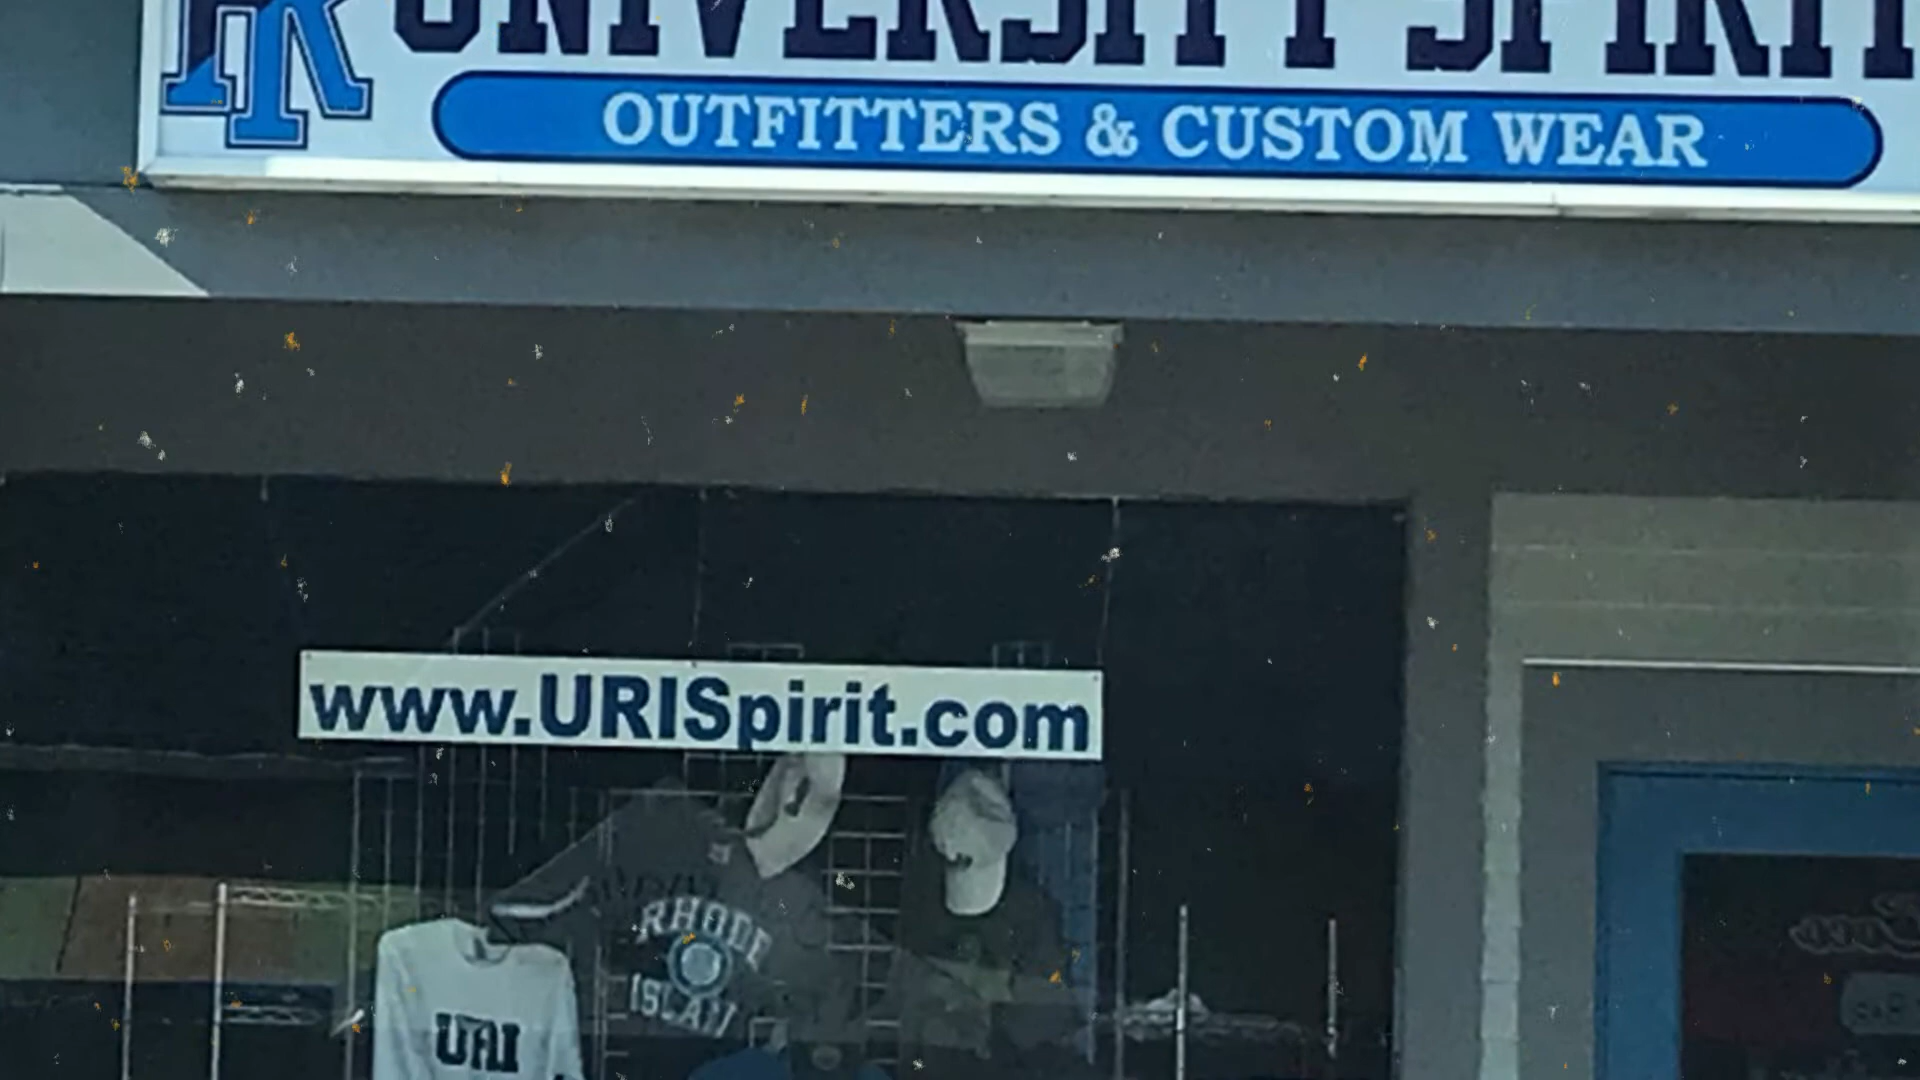 UNIVERSITY SPIRIT
OUTFITTERS & CUSTOM WEAR
www.URISpirit.com
RHODE
ISLAND
URI